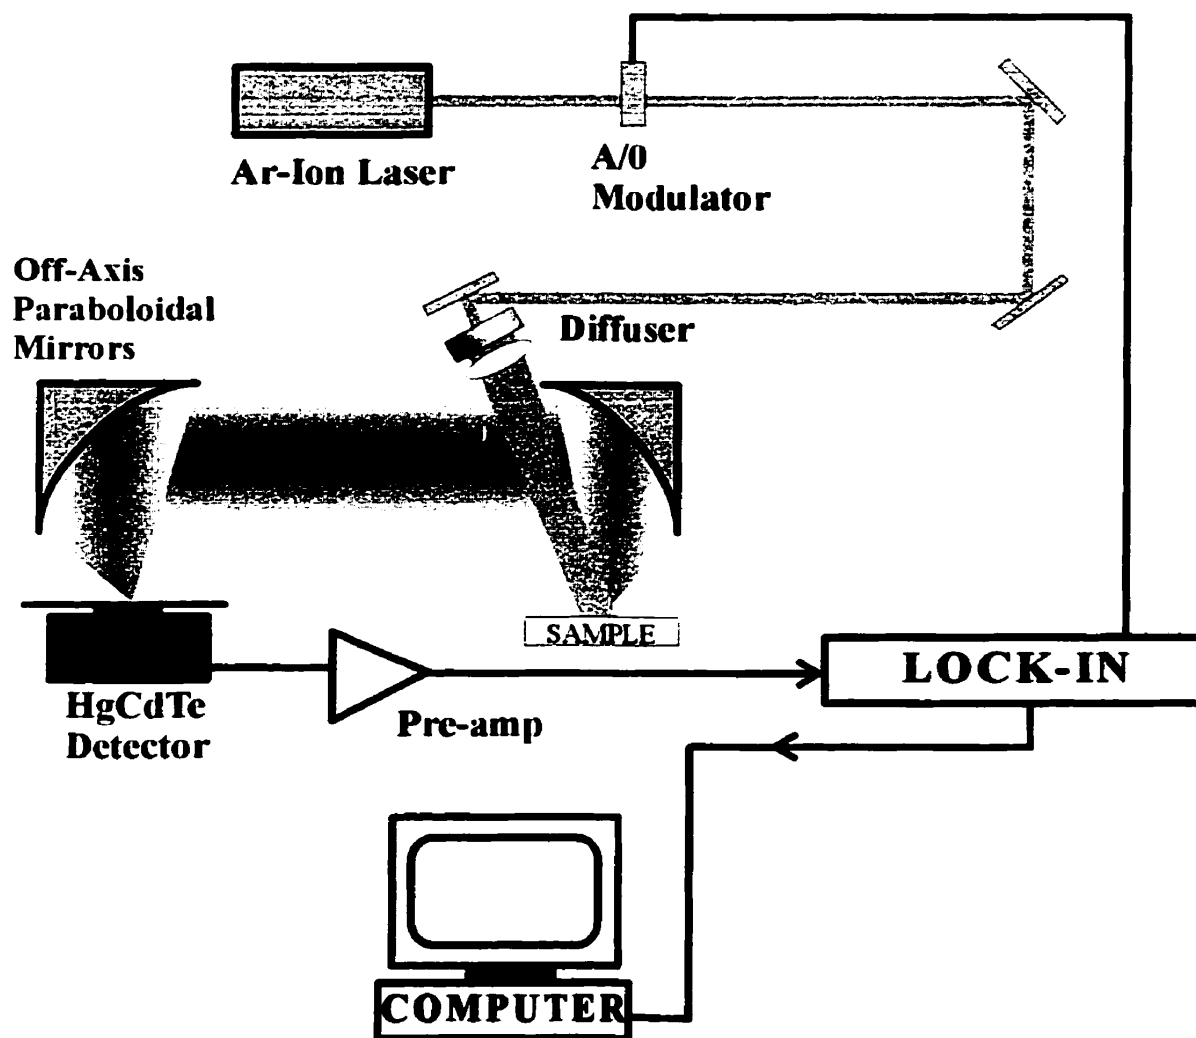 Ar-Ion Laser
A/0
Modulator
Off-Axis
Paraboloidal
Mirrors
Diffuser
SAMPLE
LOCK-IN
HgCdTe
Detector
Pre-amp
COMPUTER